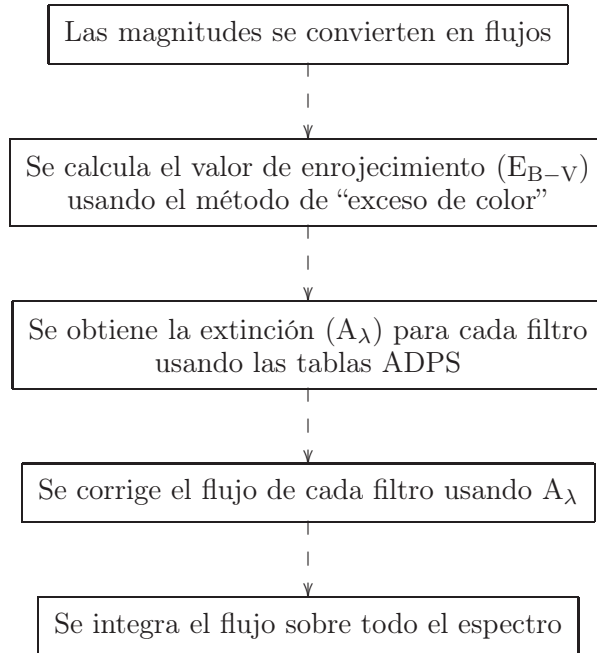 Las magnitudes se convierten en flujos
Se calcula el valor de enrojecimiento (E_{B−V})
usando el método de “exceso de color”
Se obtiene la extinción (A_λ) para cada filtro
usando las tablas ADPS
Se corrige el flujo de cada filtro usando A_λ
Se integra el flujo sobre todo el espectro